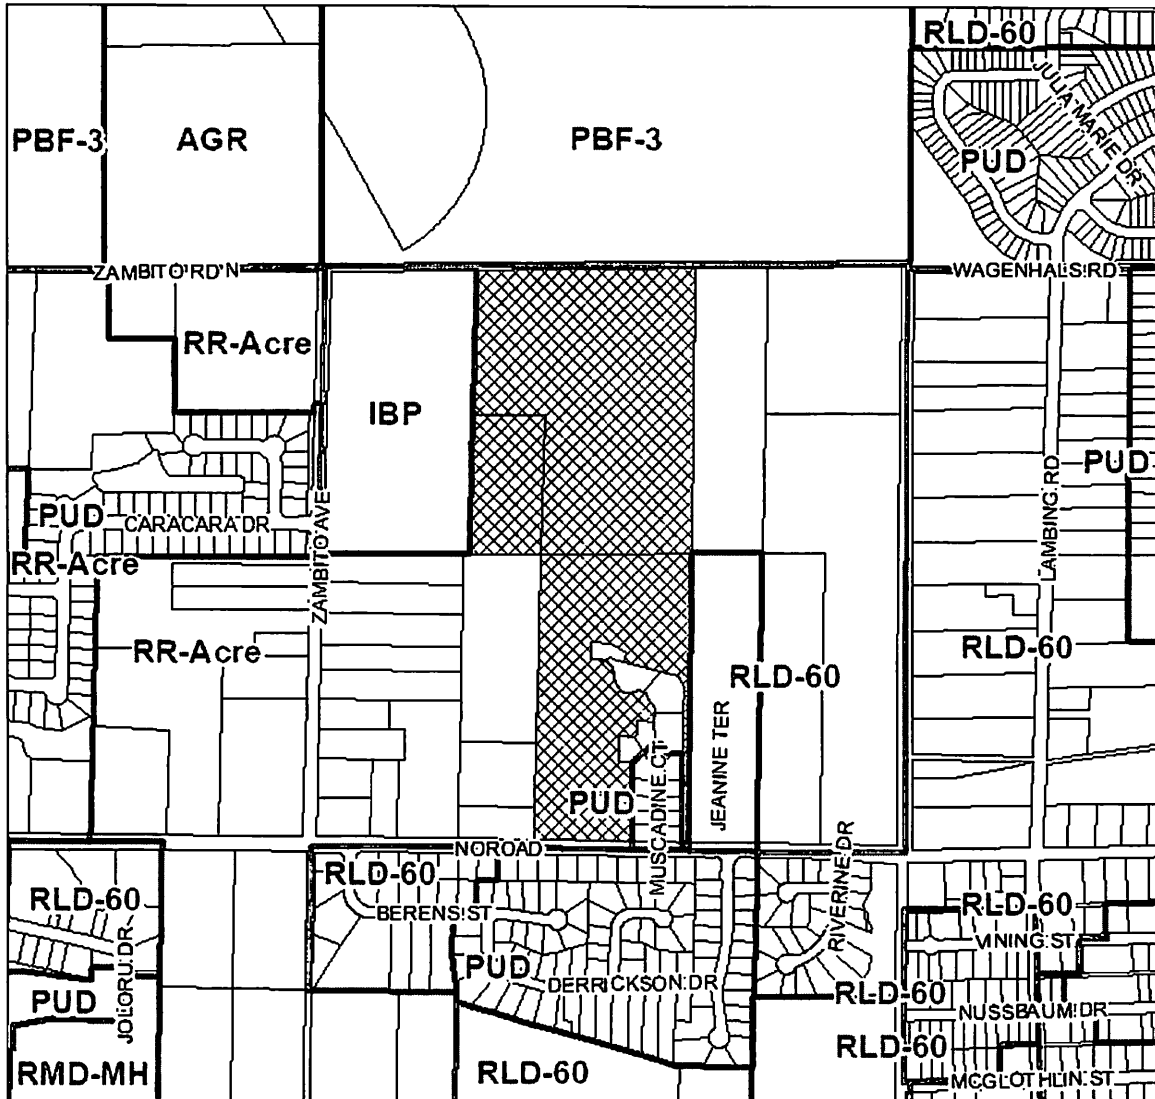 RLD-60
JULA MARIE DR
PBF-3
AGR
PBF-3
PUD
ZAMBITO RD N
WAGENHALS RD
RR-Acre
IBP
PUD
LAMBING RD
PUD
CARACARA DR
ZAMBITO AVE
RR-Acre
RR-Acre
RLD-60
RLD-60
JEANINE TER
MUSCADINE CT
PUD
NOROAD
RLD-60
RIVERINE DR
RLD-60
RLD-60
BERENS ST
VINING ST
JOLORU DR
PUD
DERRICKSON DR
RLD-60
PUD
NUSSBAUM DR
RLD-60
RMD-MH
RLD-60
MCGLOTHLIN ST